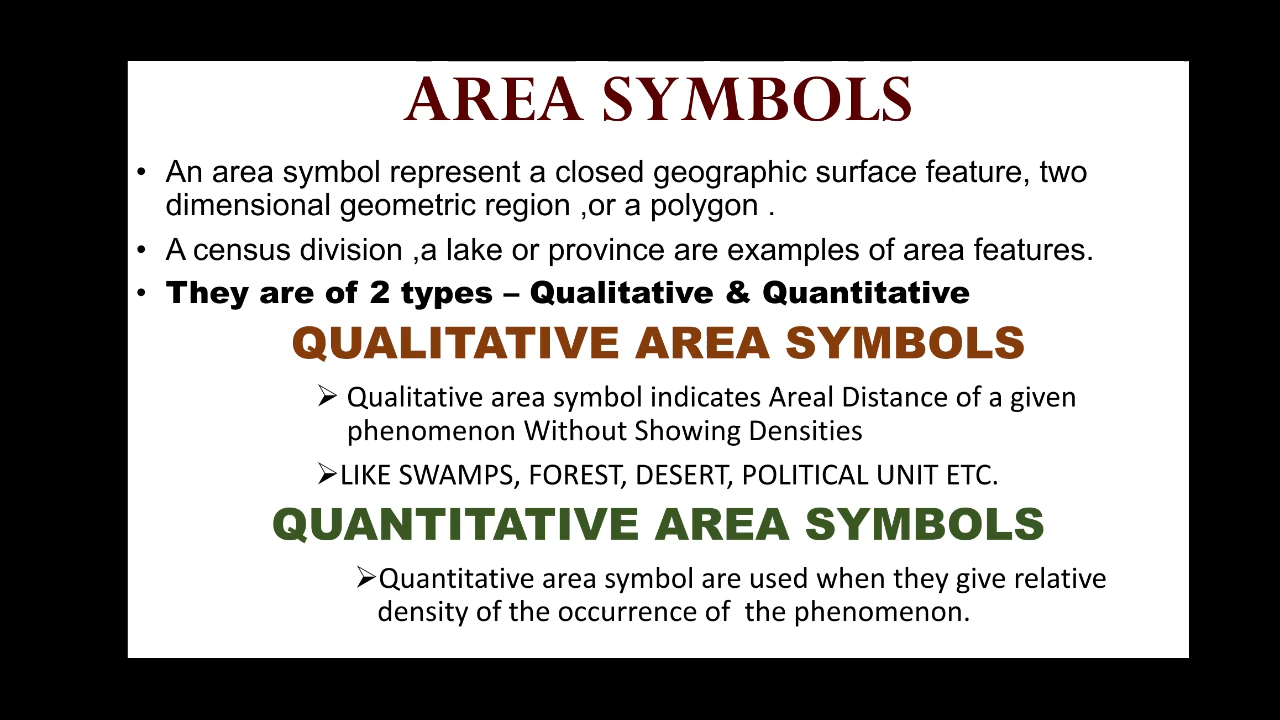 AREA SYMBOLS
• An area symbol represent a closed geographic surface feature, two
dimensional geometric region ,or a polygon .
• A census division ,a lake or province are examples of area features.
• They are of 2 types – Qualitative & Quantitative
QUALITATIVE AREA SYMBOLS
➢ Qualitative area symbol indicates Areal Distance of a given
phenomenon Without Showing Densities
➢LIKE SWAMPS, FOREST, DESERT, POLITICAL UNIT ETC.
QUANTITATIVE AREA SYMBOLS
➢Quantitative area symbol are used when they give relative
density of the occurrence of  the phenomenon.